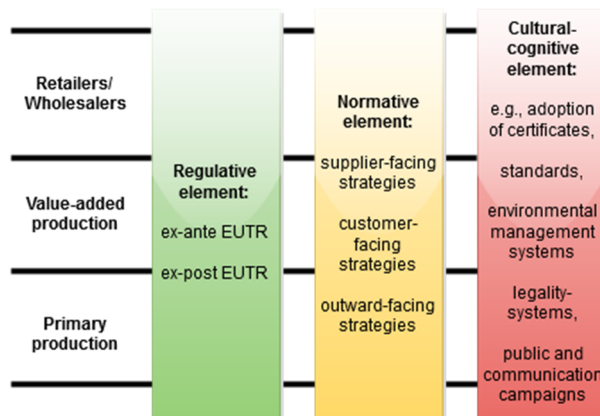 Retailers/
Wholesalers
Value-added
production
Primary
production
Regulative
element:
ex-ante EUTR
ex-post EUTR
Normative
element:
supplier-facing
strategies
customer-
facing
strategies
outward-facing
strategies
Cultural-
cognitive
element:
e.g., adoption
of certificates,
standards,
environmental
management
systems
legality-
systems,
public and
communication
campaigns